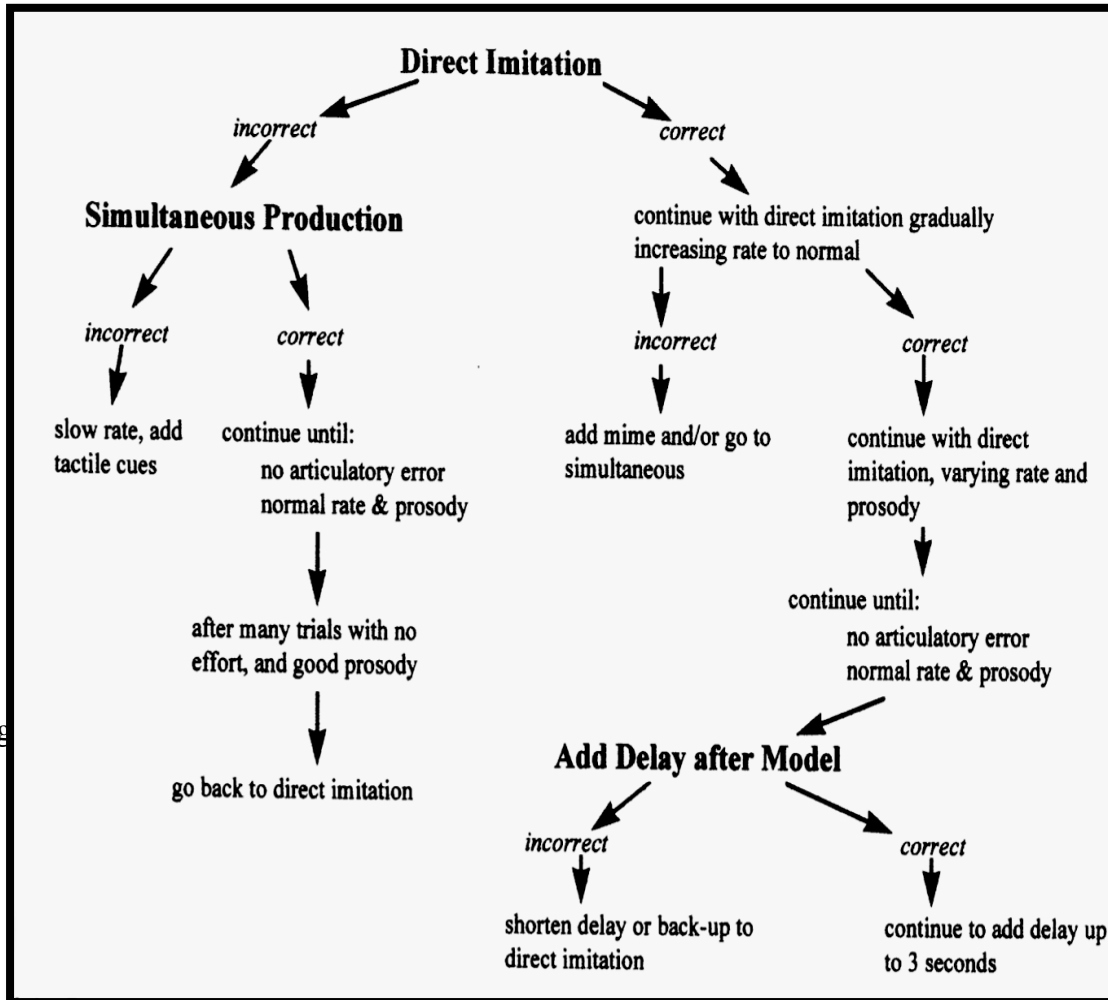 Direct Imitation
incorrect
correct
Simultaneous Production
continue with direct imitation gradually
increasing rate to normal
incorrect
correct
incorrect
correct
slow rate, add
tactile cues
continue until:
no articulatory error
normal rate & prosody
add mime and/or go to
simultaneous
continue with direct
imitation, varying rate and
prosody
after many trials with no
effort, and good prosody
continue until:
no articulatory error
normal rate & prosody
go back to direct imitation
Add Delay after Model
incorrect
correct
shorten delay or back-up to
direct imitation
continue to add delay up
to 3 seconds